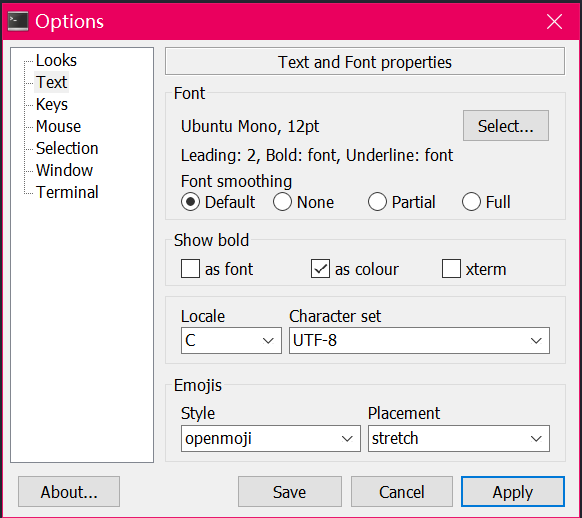 Options
Looks
Text
Keys
Mouse
Selection
Window
Terminal
Text and Font properties
Font
Ubuntu Mono, 12pt
Select...
Leading: 2, Bold: font, Underline: font
Font smoothing
Default None Partial Full
Show bold
as font as colour xterm
Locale Character set
C UTF-8
Emojis
Style Placement
openmoji stretch
About... Save Cancel Apply